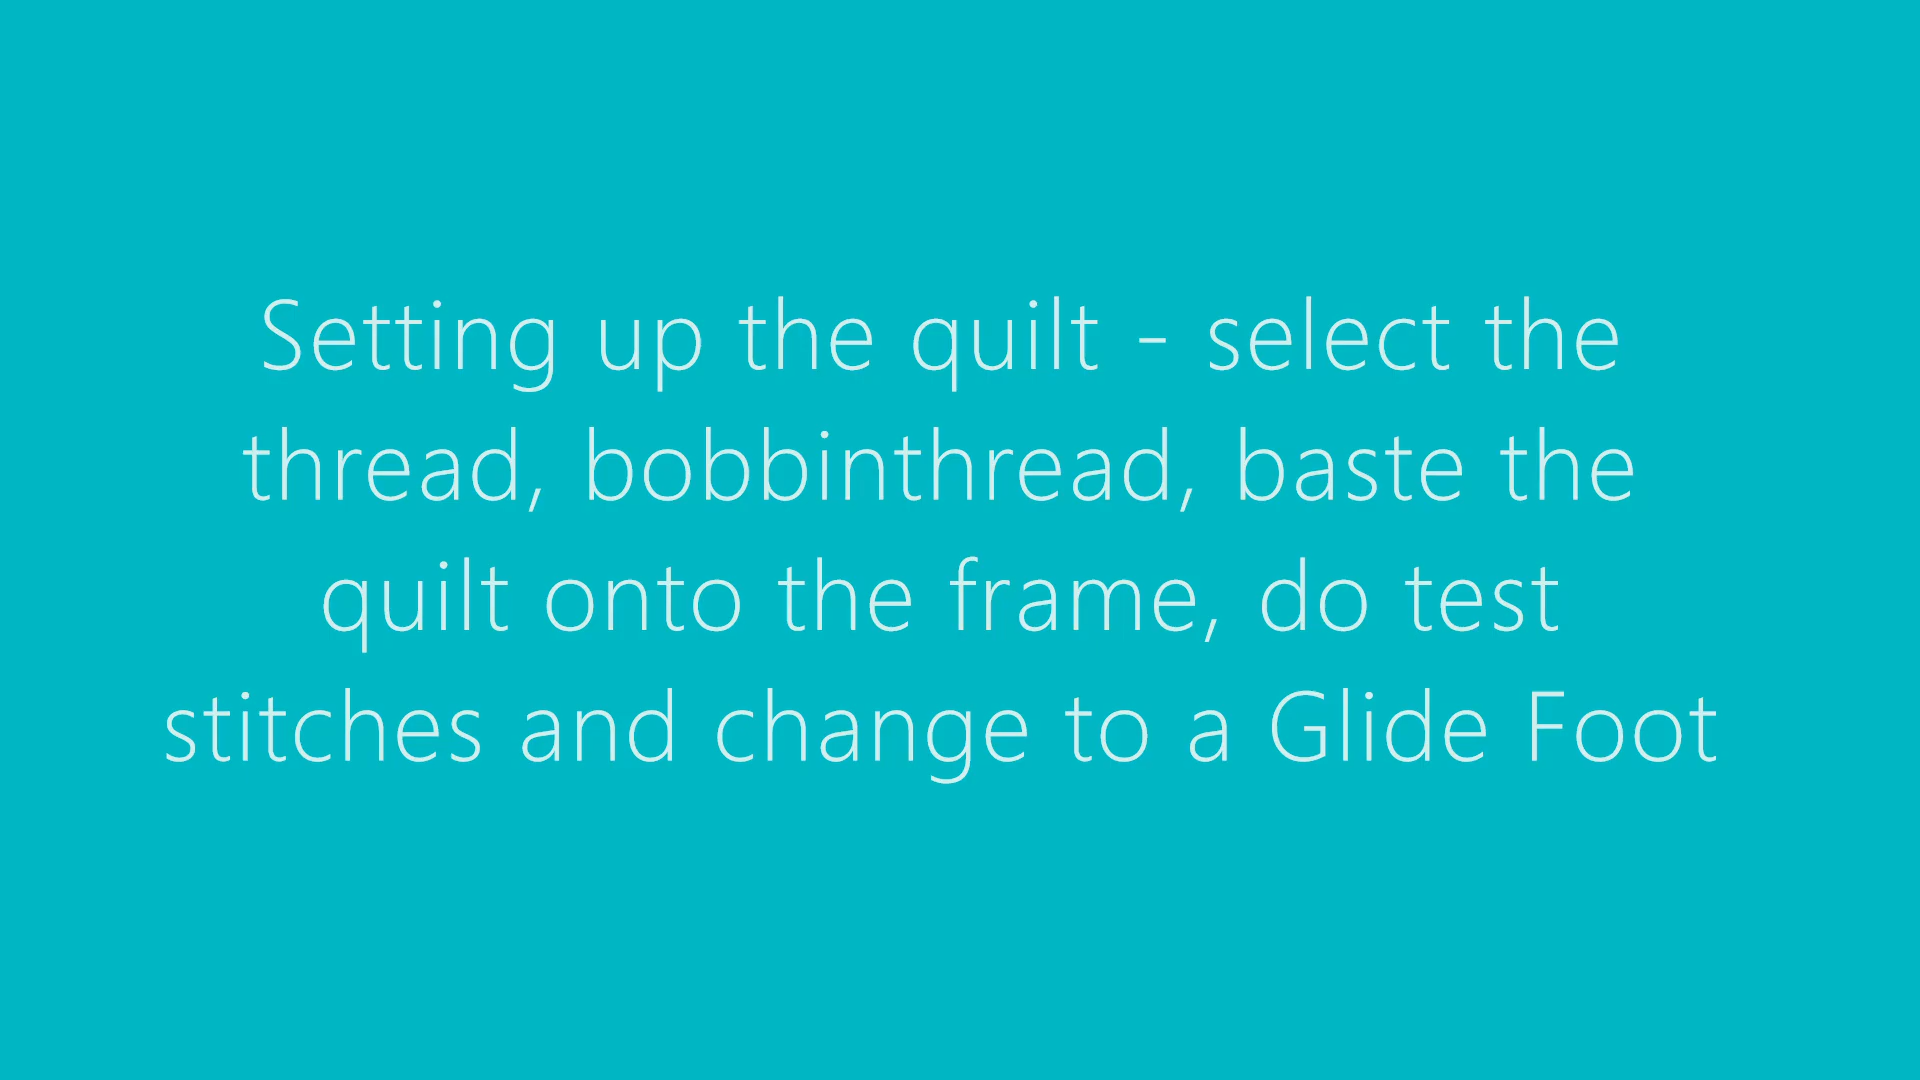 Setting up the quilt - select the
thread, bobbinthread, baste the
quilt onto the frame, do test
stitches and change to a Glide Foot